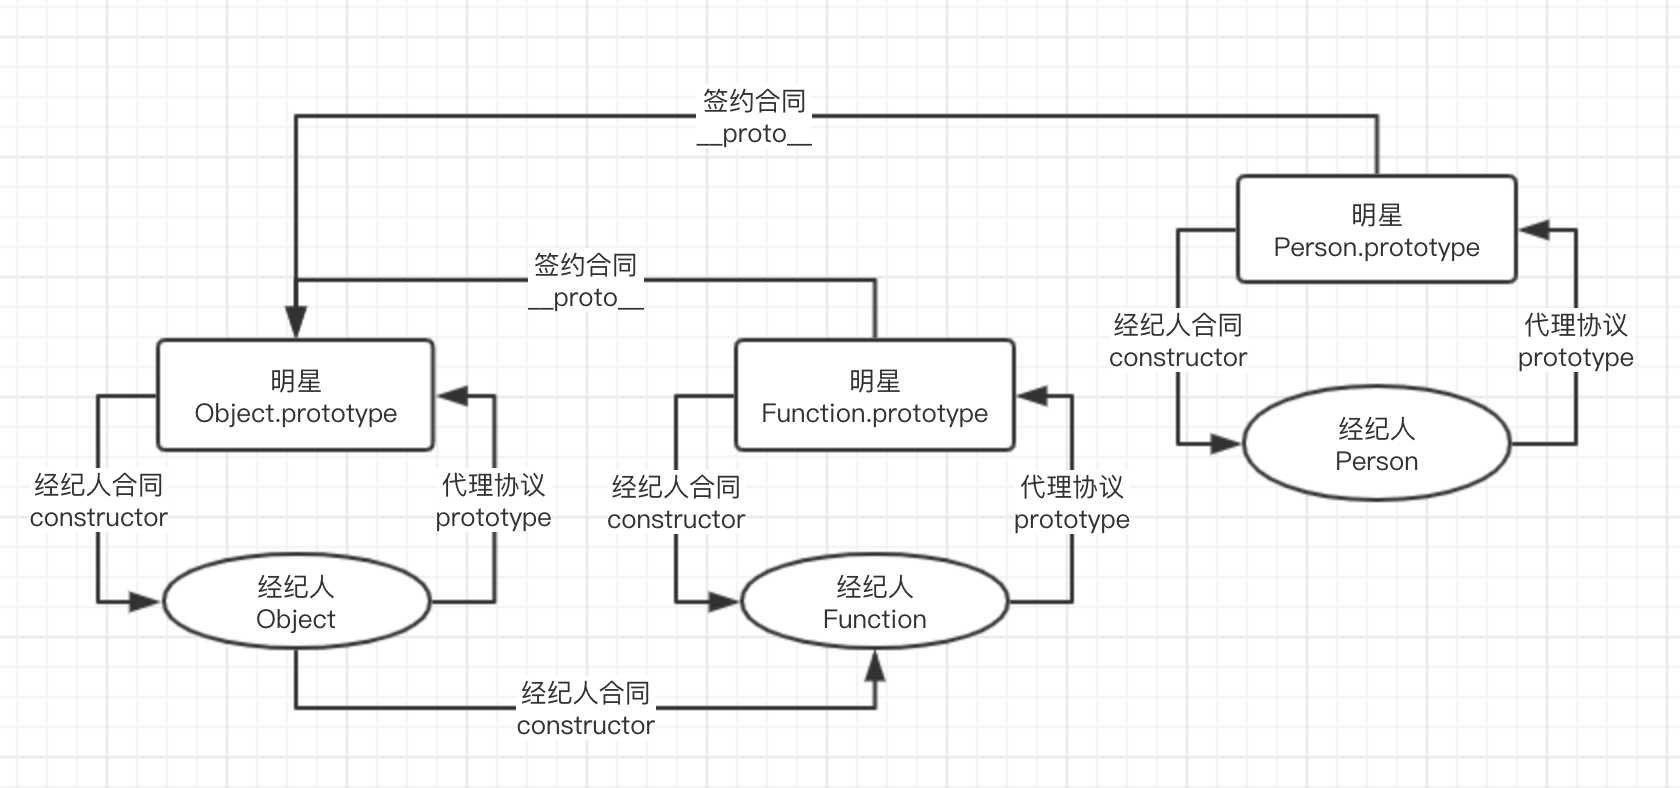 签约合同
__proto__
明星
Person.prototype
签约合同
__proto__
经纪人合同
constructor
代理协议
prototype
明星
Object.prototype
明星
Function.prototype
经纪人
Person
经纪人合同
constructor
代理协议
prototype
经纪人合同
constructor
代理协议
prototype
经纪人
Object
经纪人
Function
经纪人合同
constructor